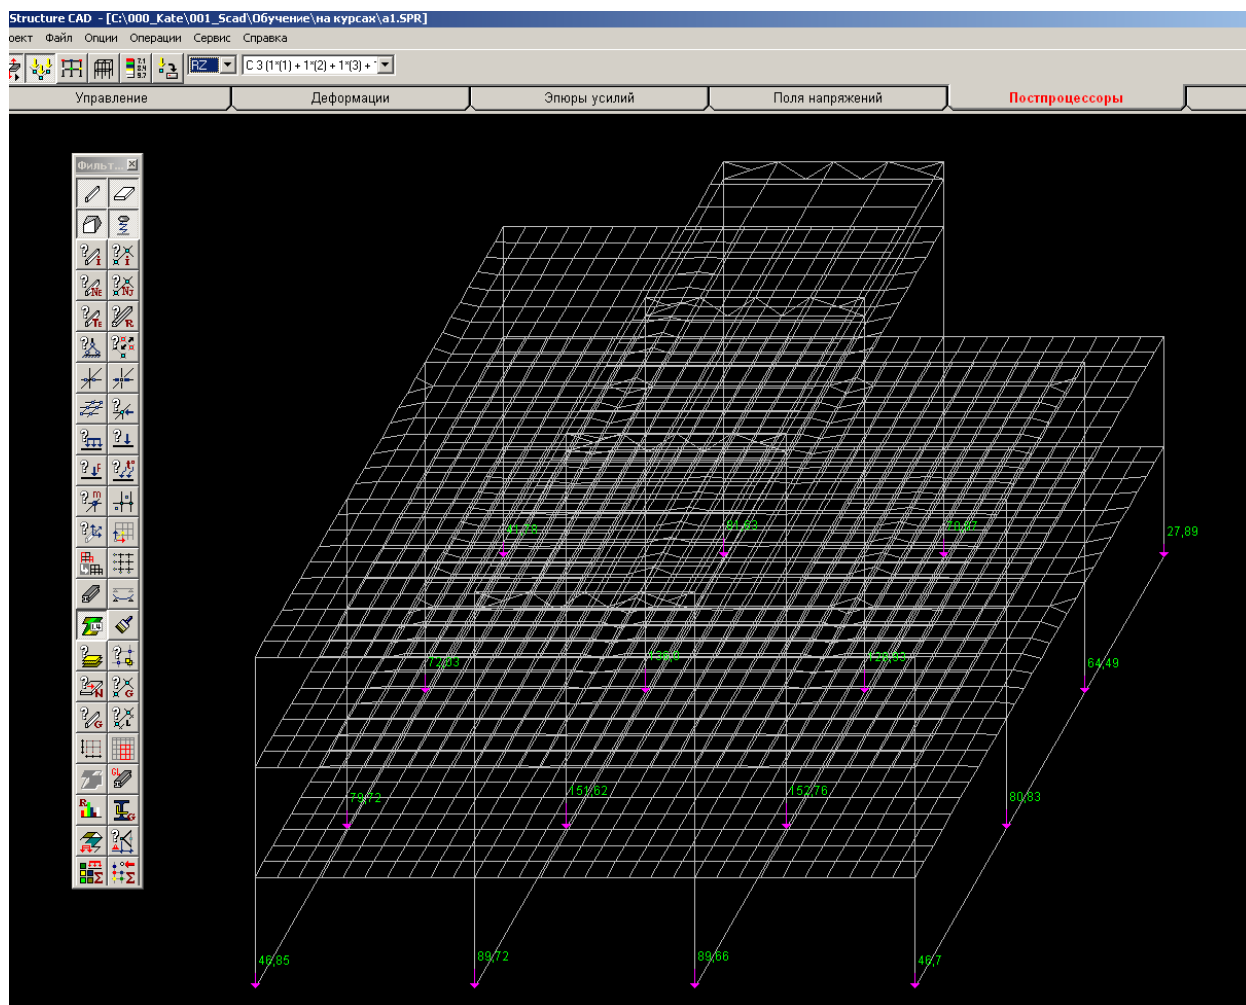 Structure CAD - [C:\000_Kate\001_Scad\Обучение\на курсах\a1.SPR]
оект Файл Опции Операции Сервис Справка
RZ C 3 (1*(1) + 1*(2) + 1*(3) +
Управление Деформации Эпюры усилий Поля напряжений Постпроцессоры
Фильт...
27,89
64,49
79,72 151,62 152,76 80,83
46,85 89,72 89,66 46,7